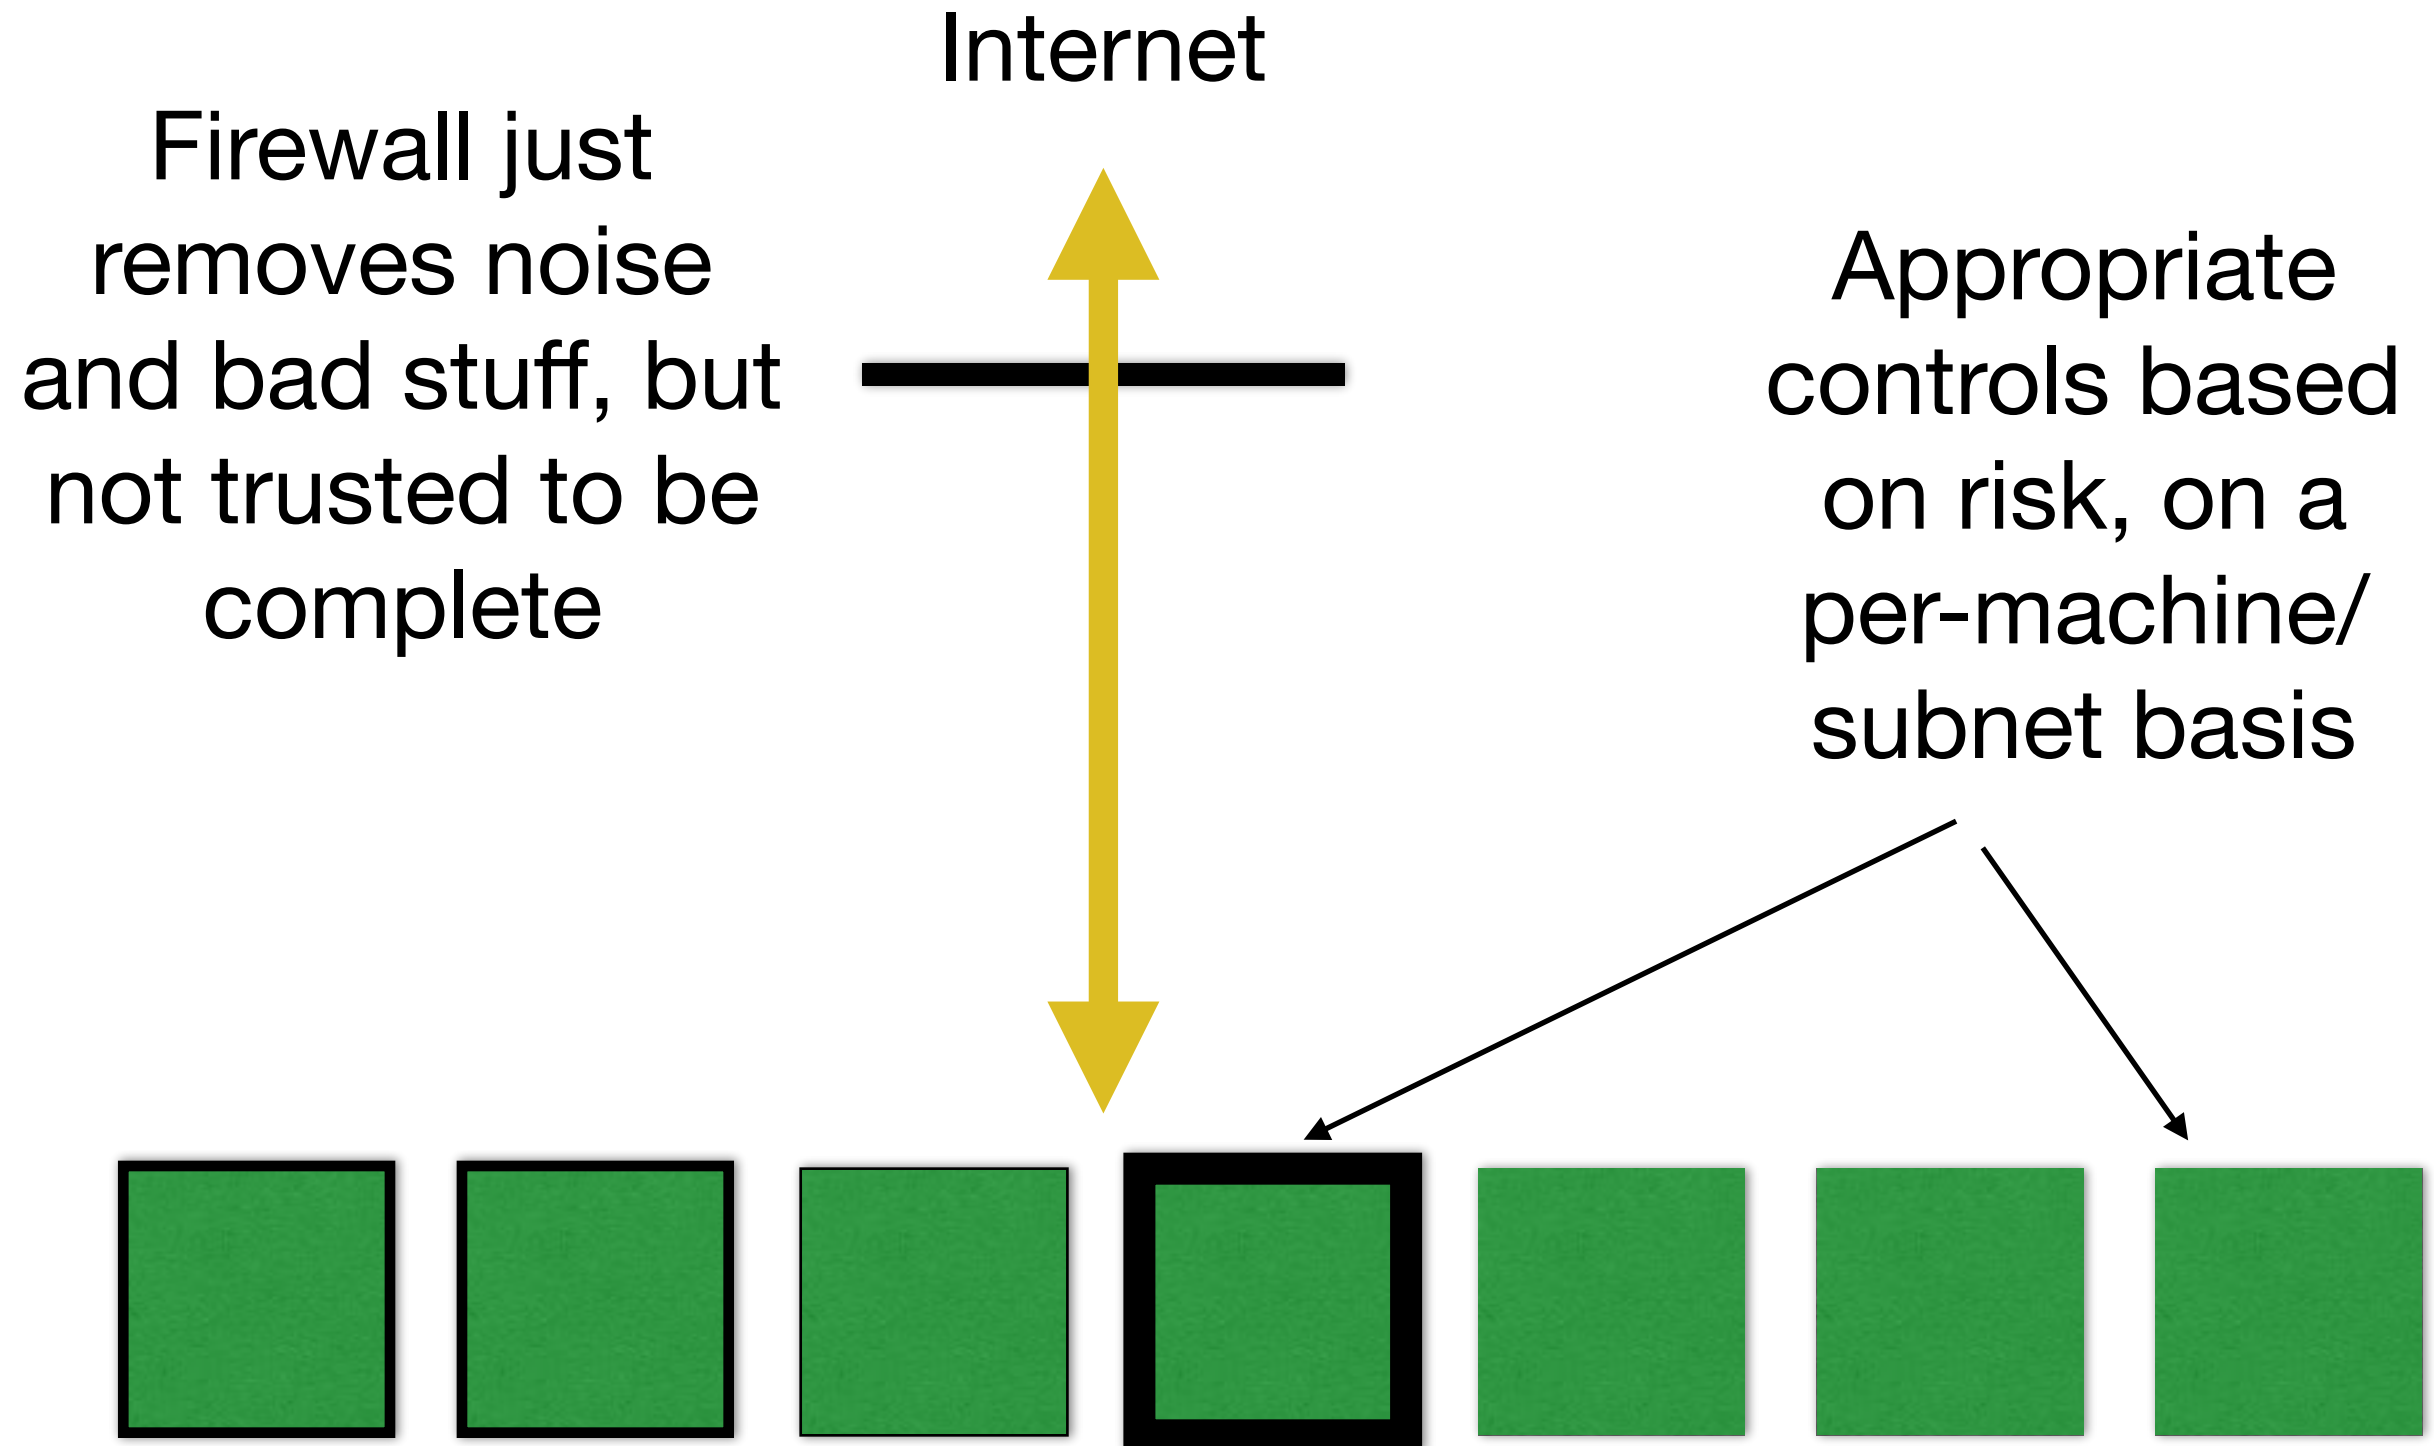 Internet
Firewall just
removes noise
and bad stuff, but
not trusted to be
complete
Appropriate
controls based
on risk, on a
per-machine/
subnet basis